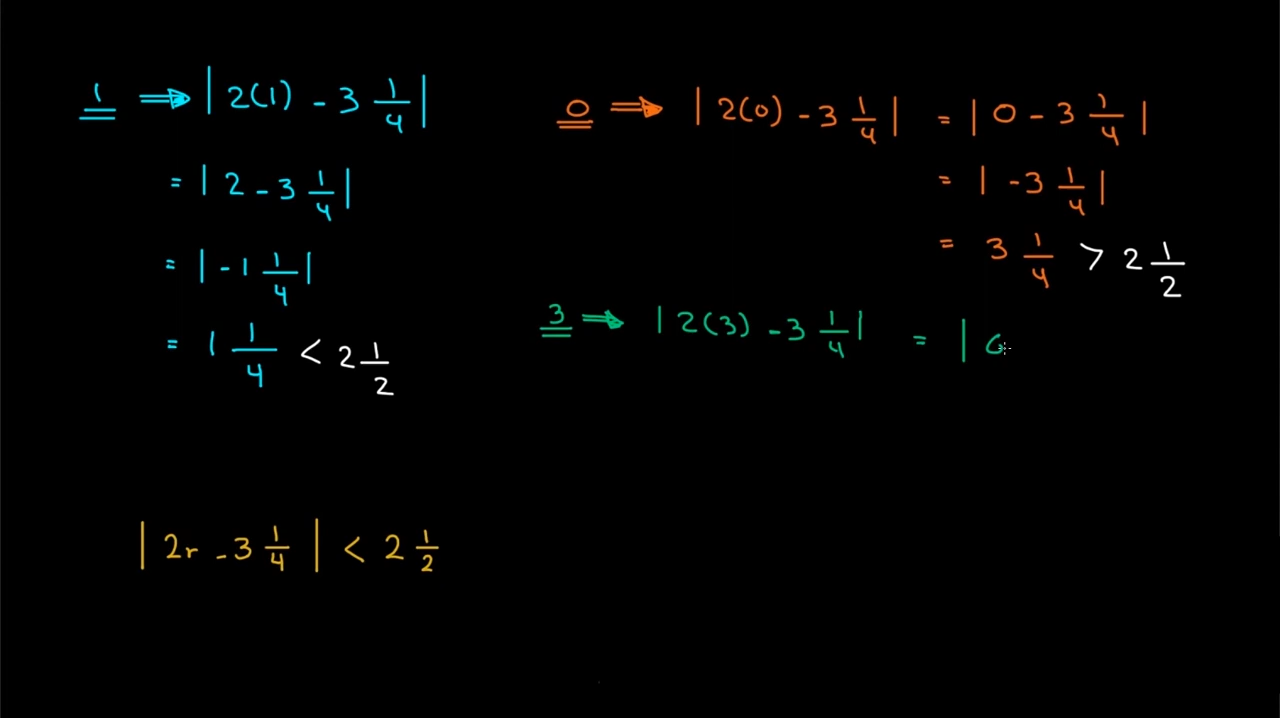 1 ⇒ | 2(1) - 3 1/4 |
= | 2 - 3 1/4 |
= | -1 1/4 |
= 1 1/4 < 2 1/2
0 ⇒ | 2(0) - 3 1/4 | = | 0 - 3 1/4 |
= | -3 1/4 |
= 3 1/4 > 2 1/2
3 ⇒ | 2(3) - 3 1/4 | = |
| 2r - 3 1/4 | < 2 1/2